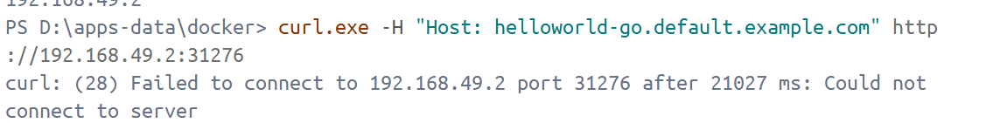 192.168.49.2
PS D:\apps-data\docker> curl.exe -H "Host: helloworld-go.default.example.com" http
://192.168.49.2:31276
curl: (28) Failed to connect to 192.168.49.2 port 31276 after 21027 ms: Could not
connect to server